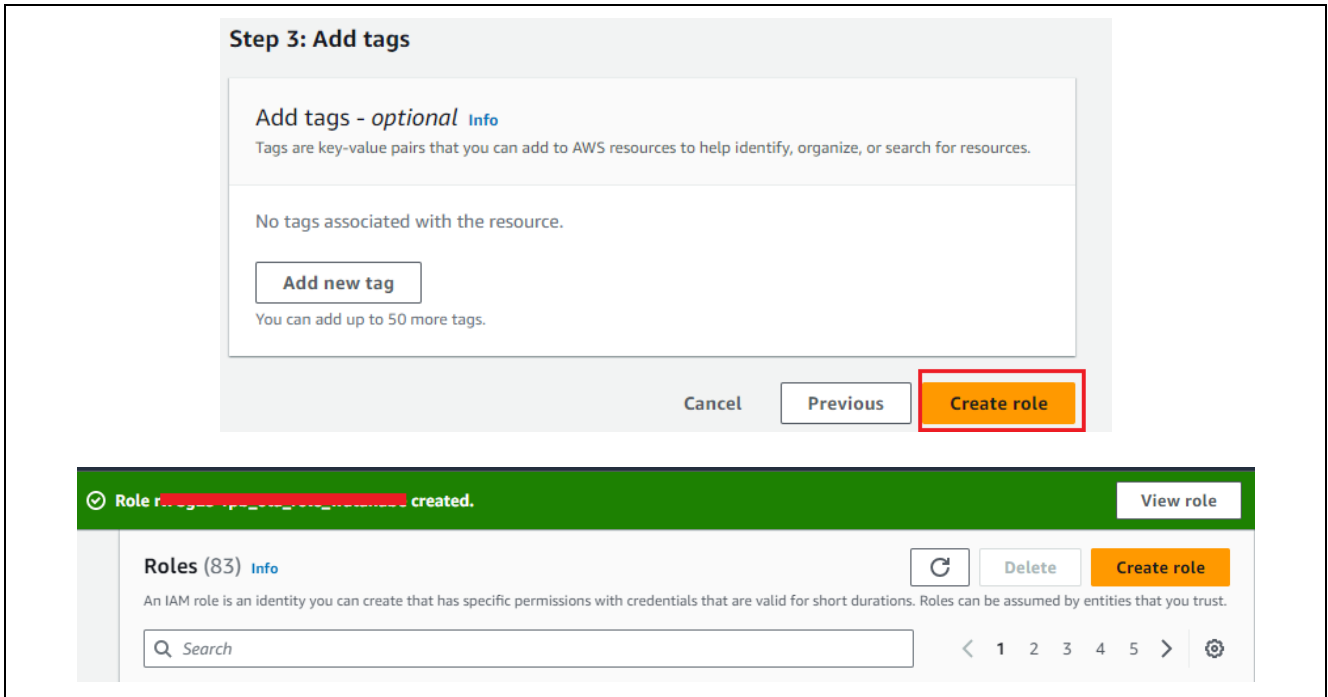 Step 3: Add tags
Add tags - optional Info
Tags are key-value pairs that you can add to AWS resources to help identify, organize, or search for resources.
No tags associated with the resource.
Add new tag
You can add up to 50 more tags.
Cancel Previous Create role
Role created. View role
Roles (83) Info Delete Create role
An IAM role is an identity you can create that has specific permissions with credentials that are valid for short durations. Roles can be assumed by entities that you trust.
Search 1 2 3 4 5